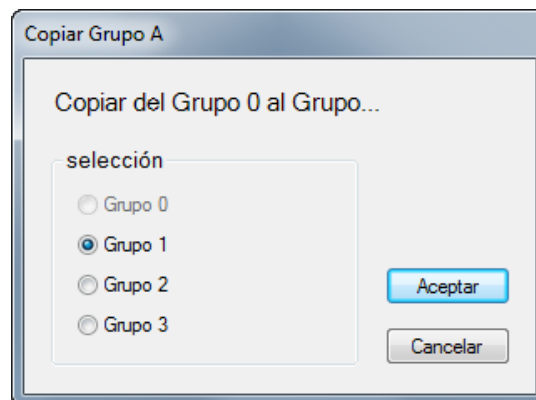 Copiar Grupo A
Copiar del Grupo 0 al Grupo...
selección
Grupo 0
Grupo 1
Grupo 2
Grupo 3
Aceptar
Cancelar